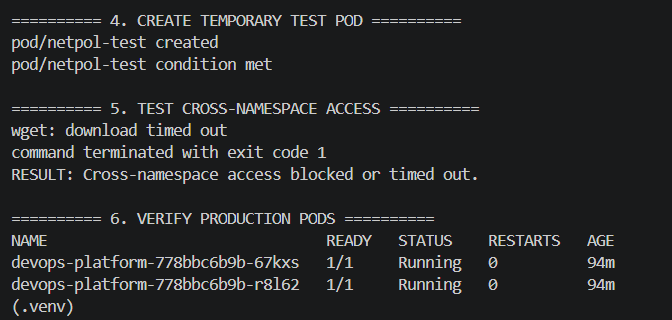 ========== 4. CREATE TEMPORARY TEST POD ==========
pod/netpol-test created
pod/netpol-test condition met
========== 5. TEST CROSS-NAMESPACE ACCESS ==========
wget: download timed out
command terminated with exit code 1
RESULT: Cross-namespace access blocked or timed out.
========== 6. VERIFY PRODUCTION PODS ==========
NAME                               READY   STATUS    RESTARTS   AGE
devops-platform-778bbc6b9b-67kxs   1/1     Running   0          94m
devops-platform-778bbc6b9b-r8l62   1/1     Running   0          94m
(.venv)